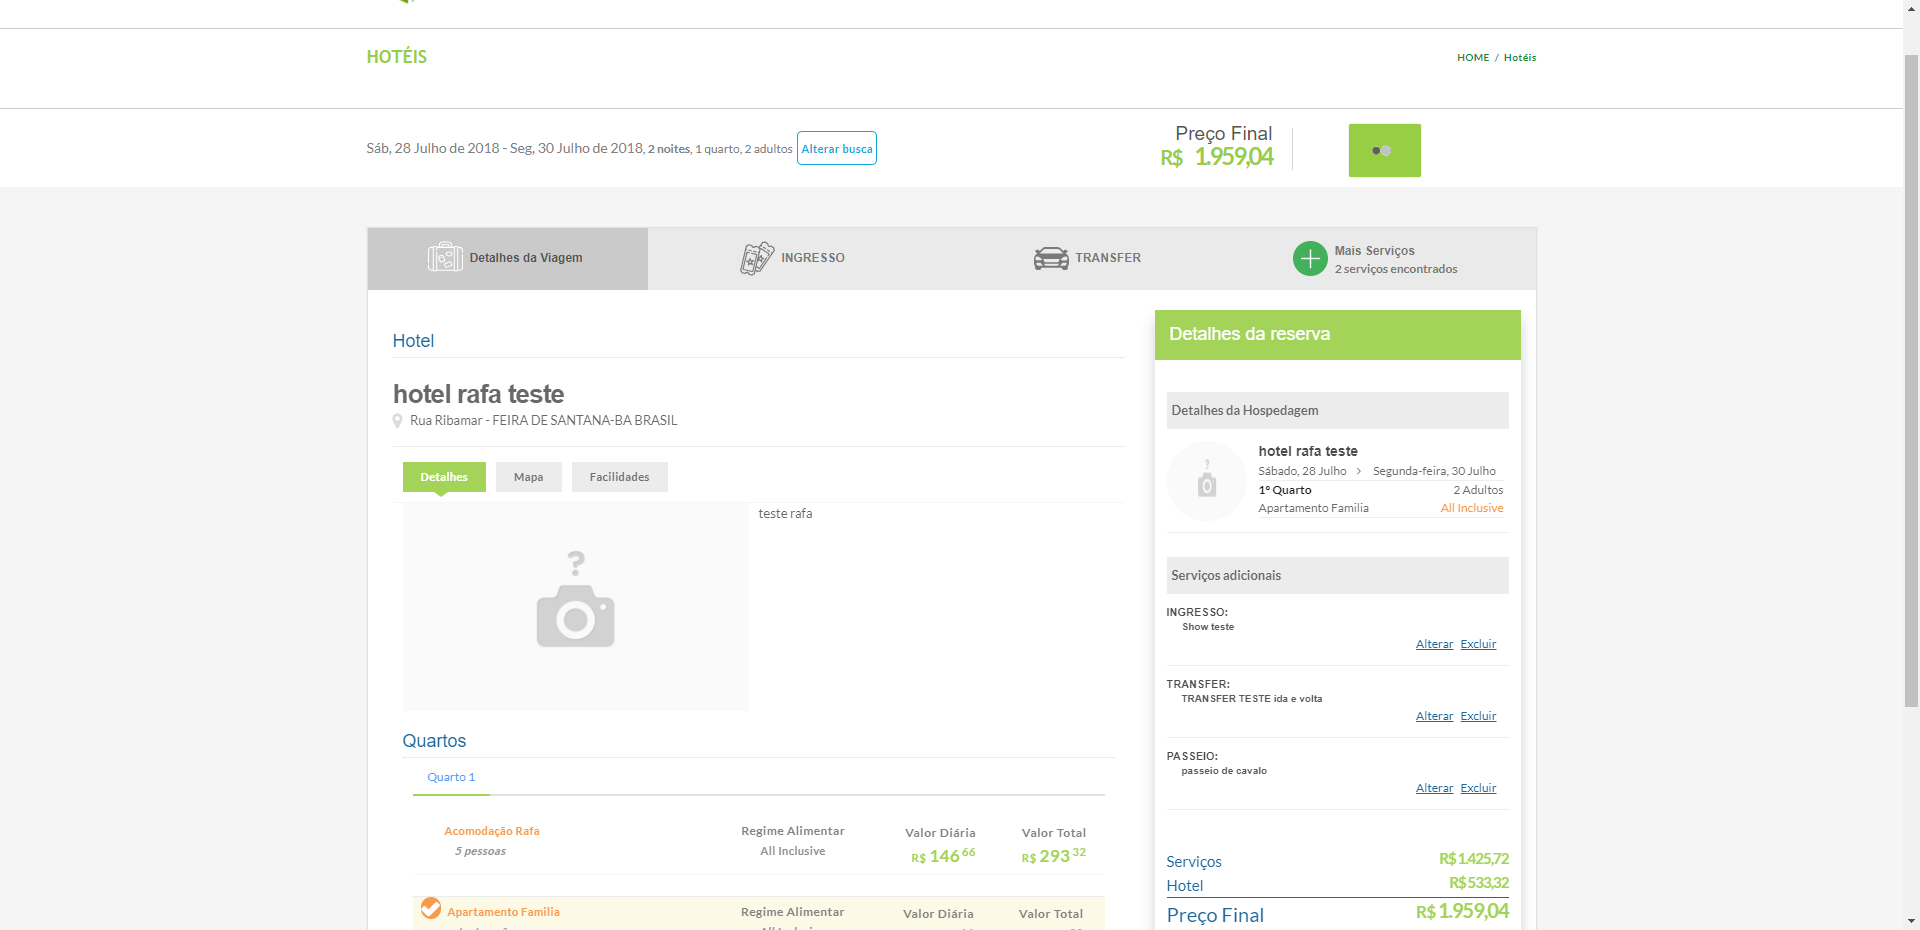 HOTÉIS
HOME / Hotéis
Sáb, 28 Julho de 2018 - Seg, 30 Julho de 2018, 2 noites, 1 quarto, 2 adultos
Alterar busca
Preço Final
R$ 1.959,04
Detalhes da Viagem
INGRESSO
TRANSFER
Mais Serviços
2 serviços encontrados
Hotel
hotel rafa teste
Rua Ribamar - FEIRA DE SANTANA-BA BRASIL
Detalhes
Mapa
Facilidades
teste rafa
Quartos
Quarto 1
Acomodação Rafa
5 pessoas
Regime Alimentar
All Inclusive
Valor Diária
R$ 146 66
Valor Total
R$ 293 32
Apartamento Familia
Regime Alimentar
Valor Diária
Valor Total
Detalhes da reserva
Detalhes da Hospedagem
hotel rafa teste
Sábado, 28 Julho > Segunda-feira, 30 Julho
1º Quarto 2 Adultos
Apartamento Familia All Inclusive
Serviços adicionais
INGRESSO:
Show teste
Alterar Excluir
TRANSFER:
TRANSFER TESTE ida e volta
Alterar Excluir
PASSEIO:
passeio de cavalo
Alterar Excluir
Serviços R$ 1.425,72
Hotel R$ 533,32
Preço Final R$ 1.959,04